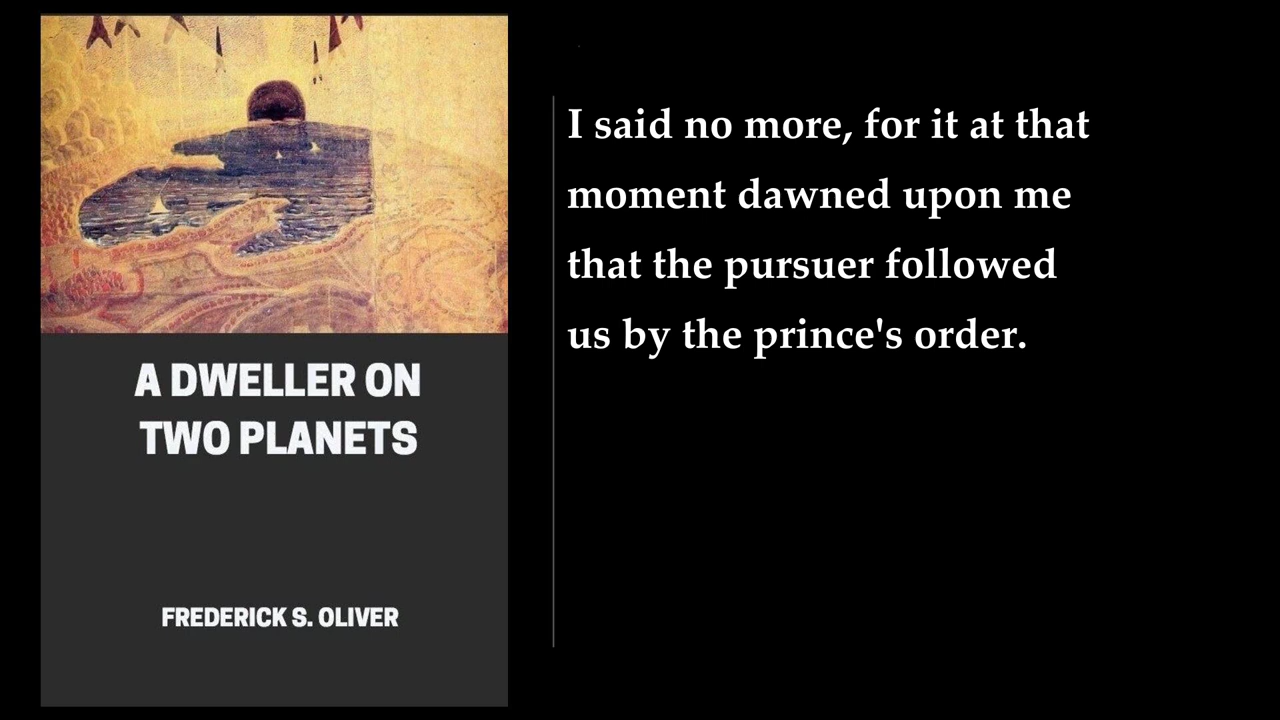 A DWELLER ON
TWO PLANETS
FREDERICK S. OLIVER
I said no more, for it at that
moment dawned upon me
that the pursuer followed
us by the prince's order.